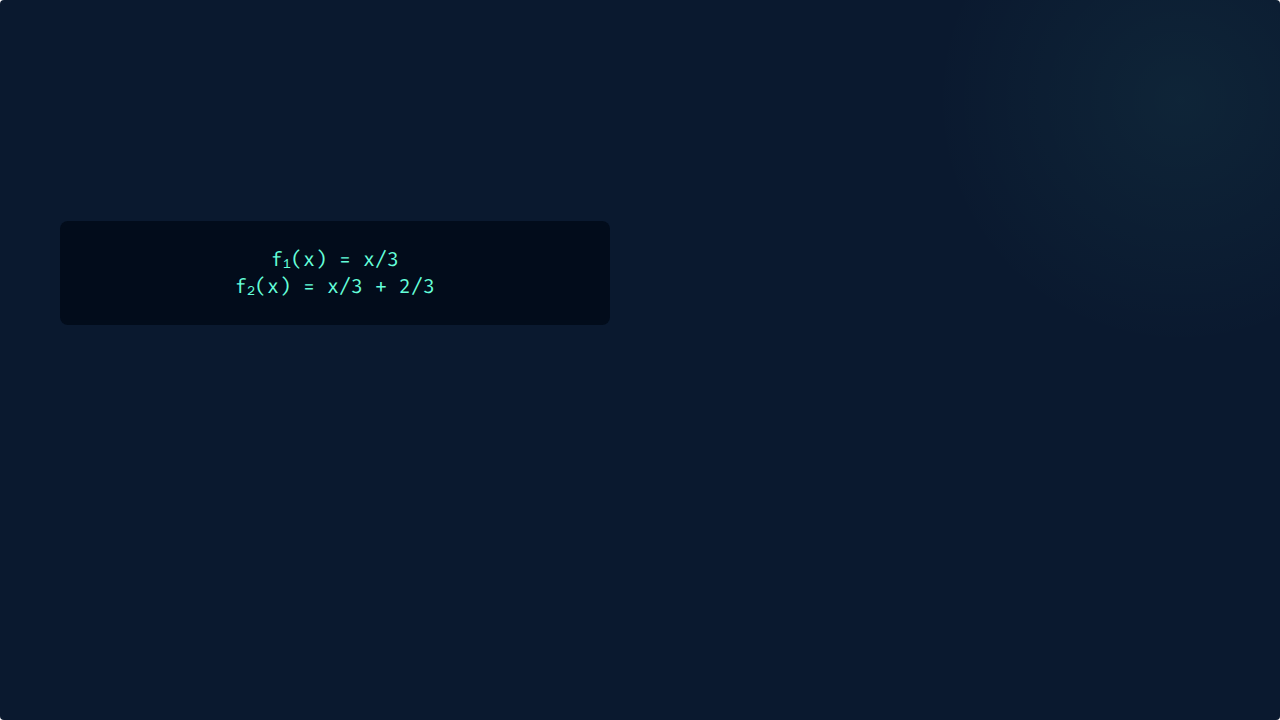 f₁(x) = x/3
f₂(x) = x/3 + 2/3